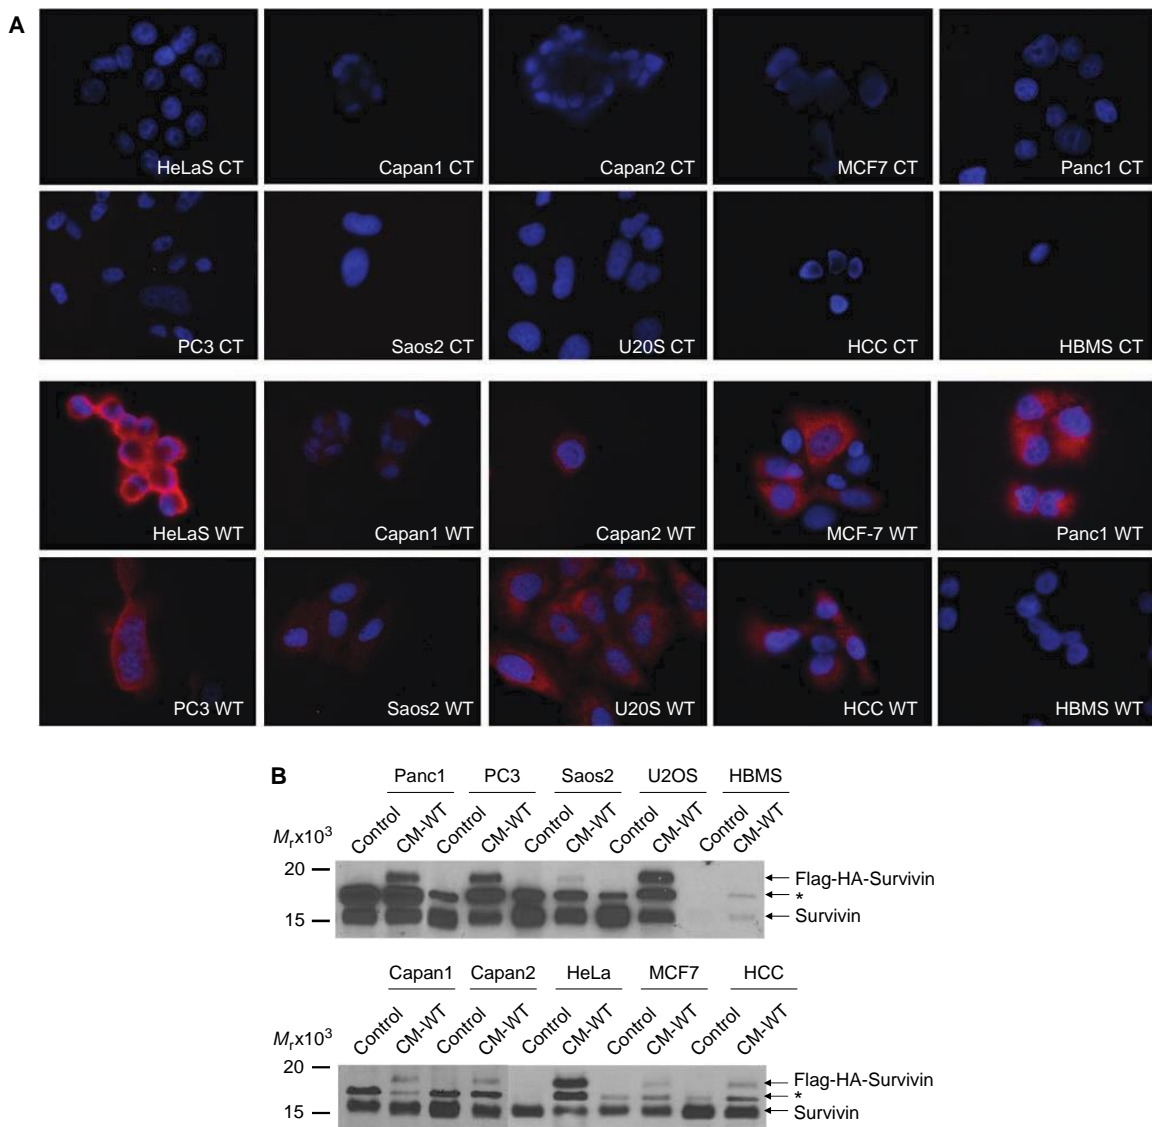 A
HeLaS CT
Capan1 CT
Capan2 CT
MCF7 CT
Panc1 CT
PC3 CT
Saos2 CT
U20S CT
HCC CT
HBMS CT
HeLaS WT
Capan1 WT
Capan2 WT
MCF-7 WT
Panc1 WT
PC3 WT
Saos2 WT
U20S WT
HCC WT
HBMS WT
B
Panc1 PC3 Saos2 U2OS HBMS
Control CM-WT Control CM-WT Control CM-WT Control CM-WT Control CM-WT
Mrx10³
20
15
Flag-HA-Survivin
*
Survivin
Capan1 Capan2 HeLa MCF7 HCC
Control CM-WT Control CM-WT Control CM-WT Control CM-WT Control CM-WT
Mrx10³
20
15
Flag-HA-Survivin
*
Survivin